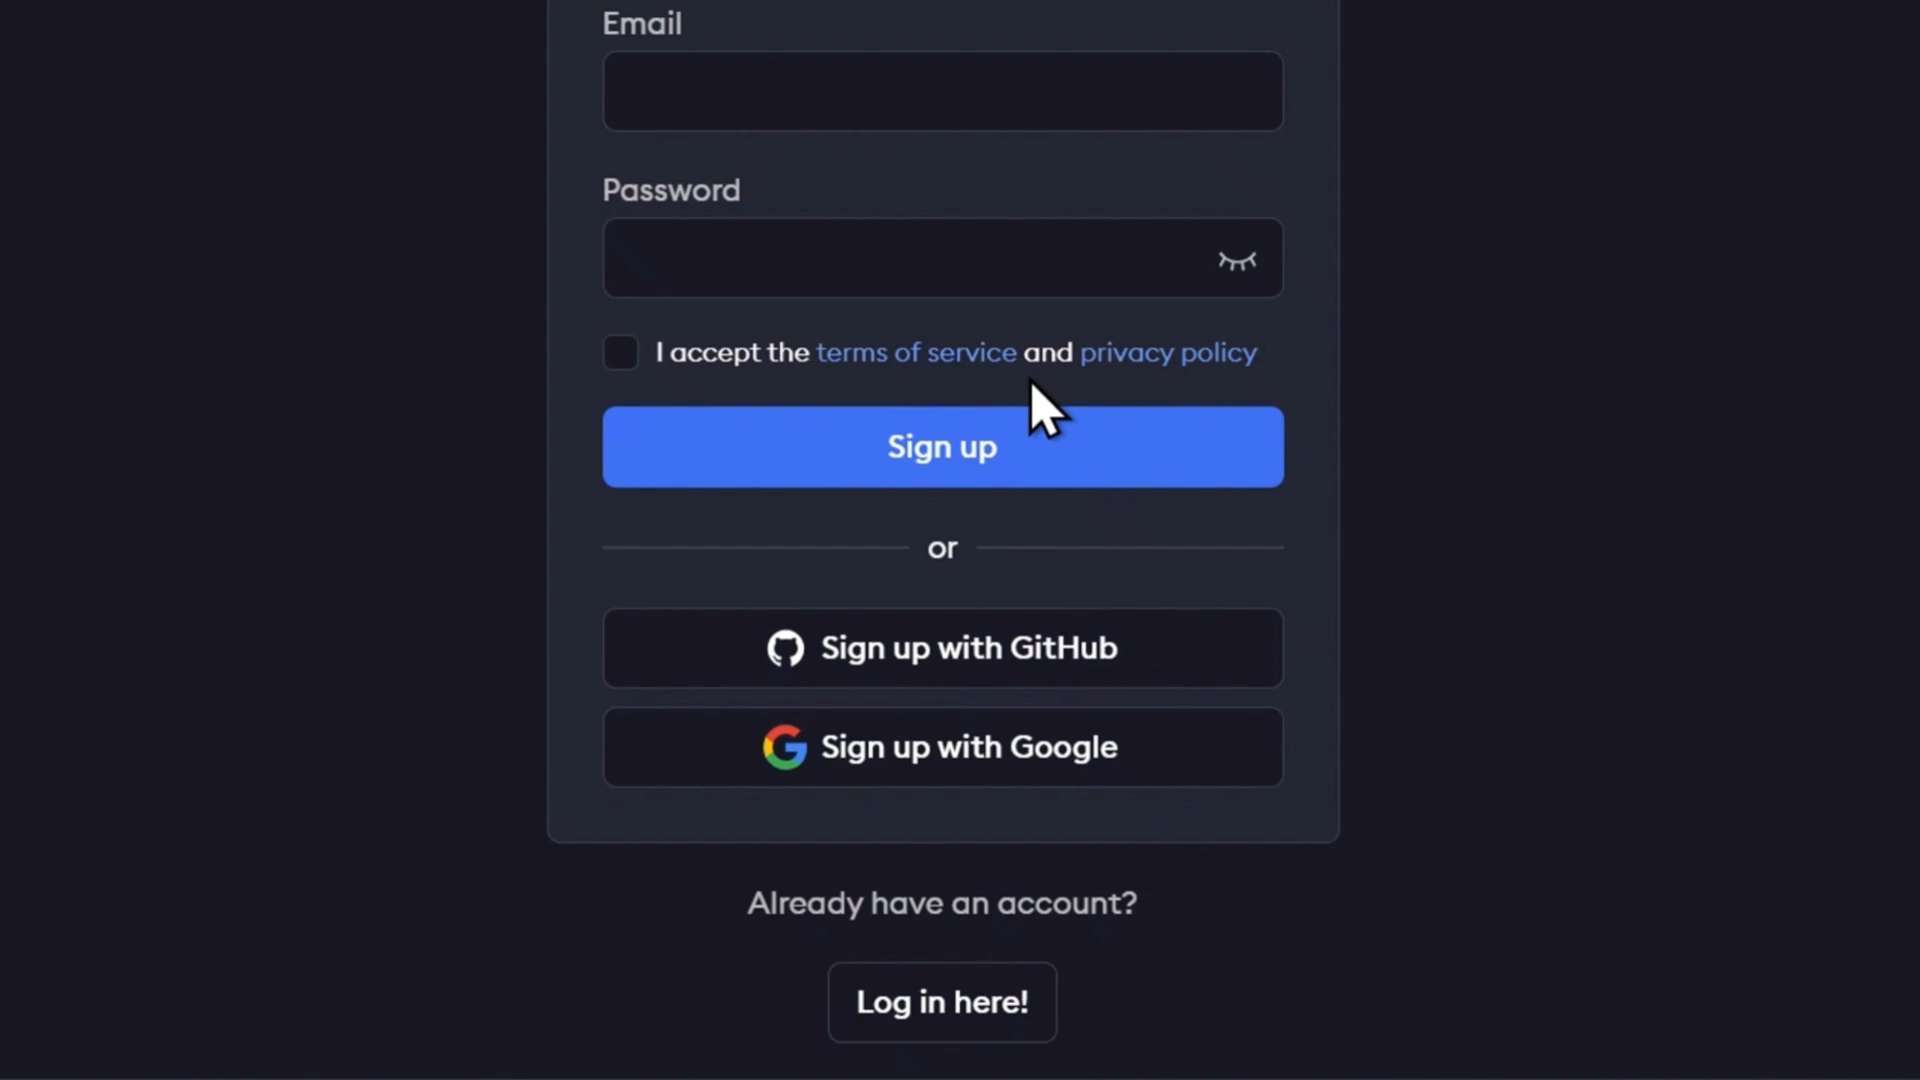 Email
Password
I accept the terms of service and privacy policy
Sign up
or
Sign up with GitHub
Sign up with Google
Already have an account?
Log in here!